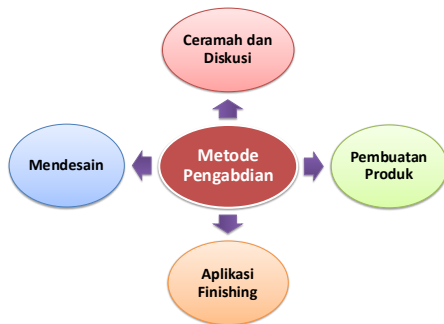 Ceramah dan
Diskusi
Mendesain
Metode
Pengabdian
Pembuatan
Produk
Aplikasi
Finishing